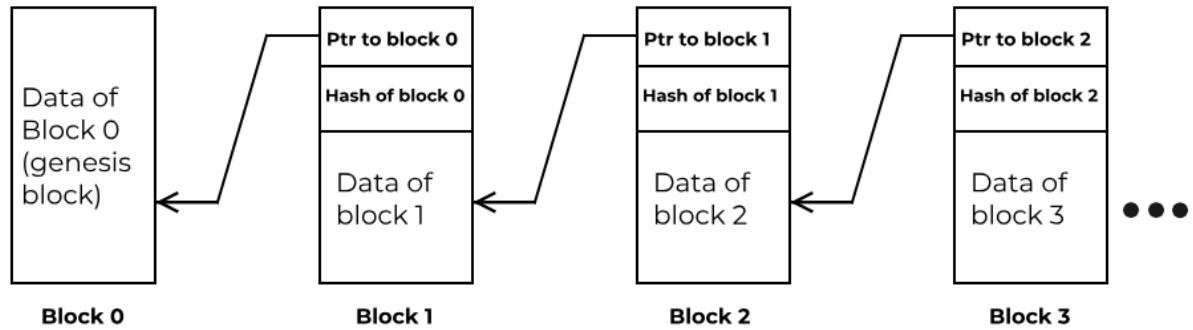 Data of
Block 0
(genesis
block)
Block 0
Ptr to block 0
Hash of block 0
Data of
block 1
Block 1
Ptr to block 1
Hash of block 1
Data of
block 2
Block 2
Ptr to block 2
Hash of block 2
Data of
block 3
Block 3